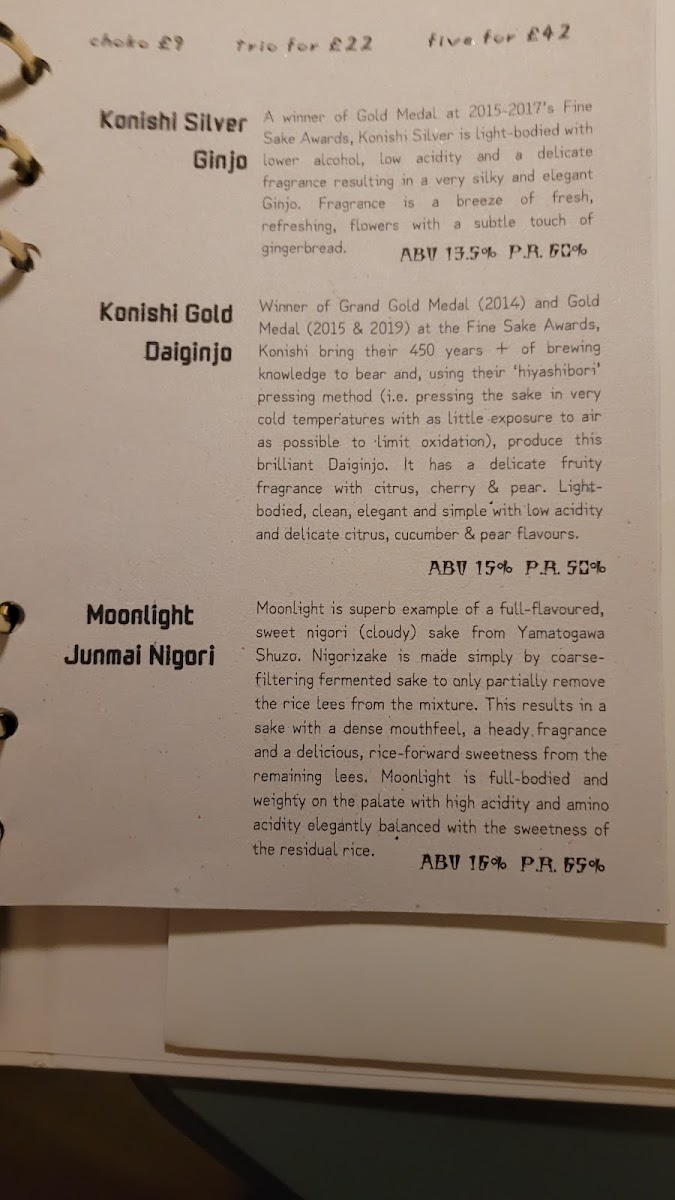 choko £9 trio for £22 five for £42
Konishi Silver
Ginjo
A winner of Gold Medal at 2015-2017's Fine
Sake Awards, Konishi Silver is light-bodied with
lower alcohol, low acidity and a delicate
fragrance resulting in a very silky and elegant
Ginjo. Fragrance is a breeze of fresh,
refreshing, flowers with a subtle touch of
gingerbread.
ABV 13.5% P.R. 60%
Konishi Gold
Daiginjo
Winner of Grand Gold Medal (2014) and Gold
Medal (2015 & 2019) at the Fine Sake Awards,
Konishi bring their 450 years + of brewing
knowledge to bear and, using their 'hiyashibori'
pressing method (i.e. pressing the sake in very
cold temperatures with as little exposure to air
as possible to limit oxidation), produce this
brilliant Daiginjo. It has a delicate fruity
fragrance with citrus, cherry & pear. Light-
bodied, clean, elegant and simple with low acidity
and delicate citrus, cucumber & pear flavours.
ABV 15% P.R. 50%
Moonlight
Junmai Nigori
Moonlight is superb example of a full-flavoured,
sweet nigori (cloudy) sake from Yamatogawa
Shuzo. Nigorizake is made simply by coarse-
filtering fermented sake to only partially remove
the rice lees from the mixture. This results in a
sake with a dense mouthfeel, a heady fragrance
and a delicious, rice-forward sweetness from the
remaining lees. Moonlight is full-bodied and
weighty on the palate with high acidity and amino
acidity elegantly balanced with the sweetness of
the residual rice.
ABV 16% P.R. 65%